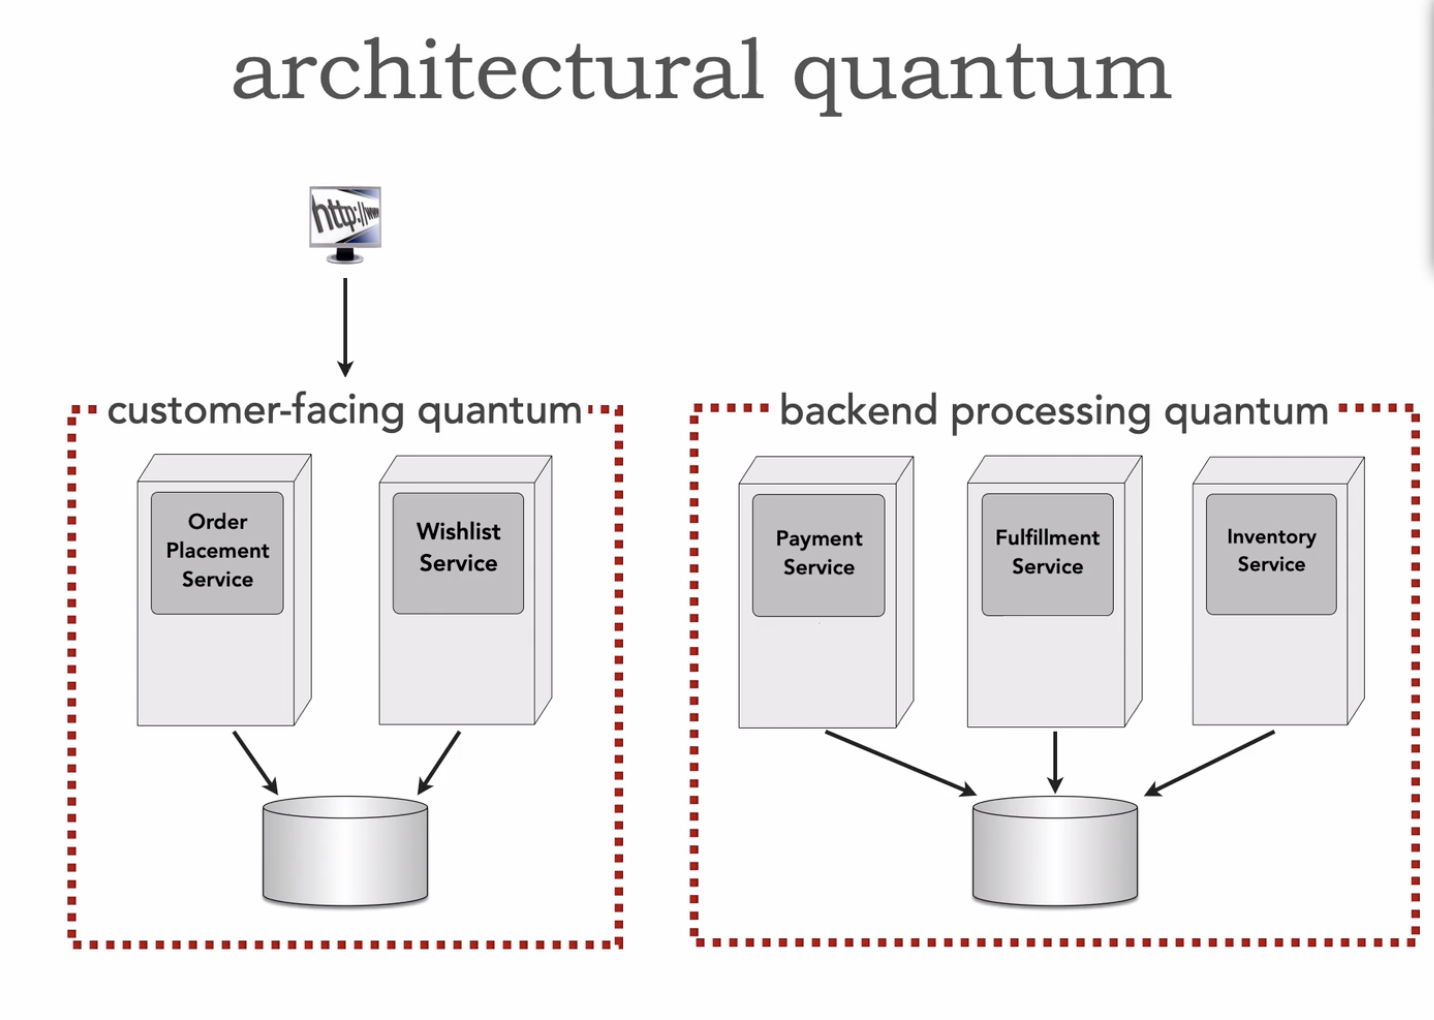 architectural quantum
http://www
customer-facing quantum
backend processing quantum
Order
Placement
Service
Wishlist
Service
Payment
Service
Fulfillment
Service
Inventory
Service